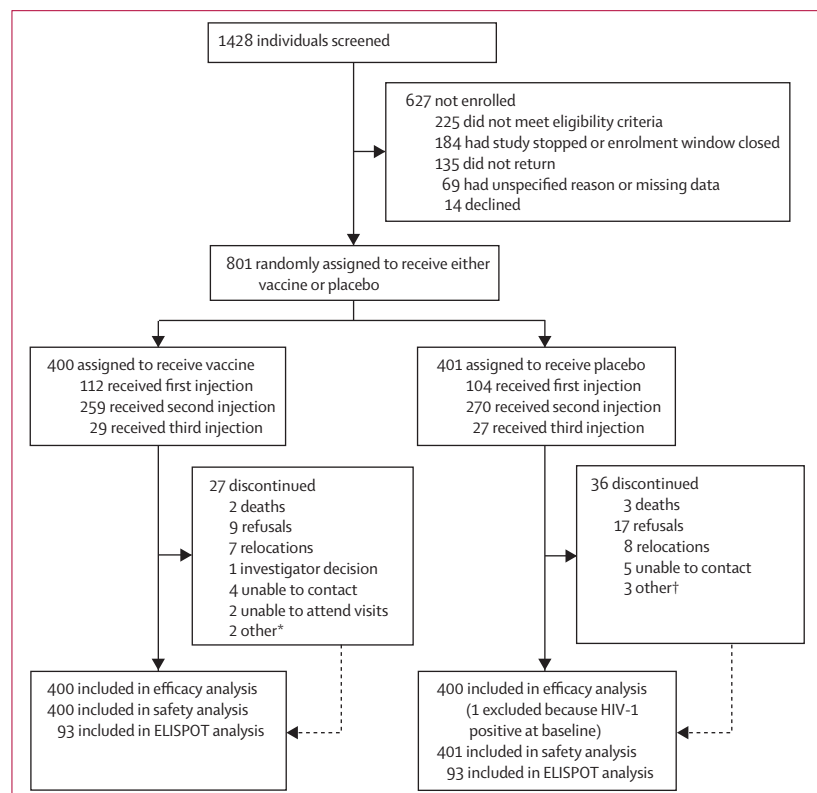 1428 individuals screened
627 not enrolled
225 did not meet eligibility criteria
184 had study stopped or enrolment window closed
135 did not return
69 had unspecified reason or missing data
14 declined
801 randomly assigned to receive either
vaccine or placebo
400 assigned to receive vaccine
112 received first injection
259 received second injection
29 received third injection
401 assigned to receive placebo
104 received first injection
270 received second injection
27 received third injection
27 discontinued
2 deaths
9 refusals
7 relocations
1 investigator decision
4 unable to contact
2 unable to attend visits
2 other*
36 discontinued
3 deaths
17 refusals
8 relocations
5 unable to contact
3 other†
400 included in efficacy analysis
400 included in safety analysis
93 included in ELISPOT analysis
400 included in efficacy analysis
(1 excluded because HIV-1
positive at baseline)
401 included in safety analysis
93 included in ELISPOT analysis